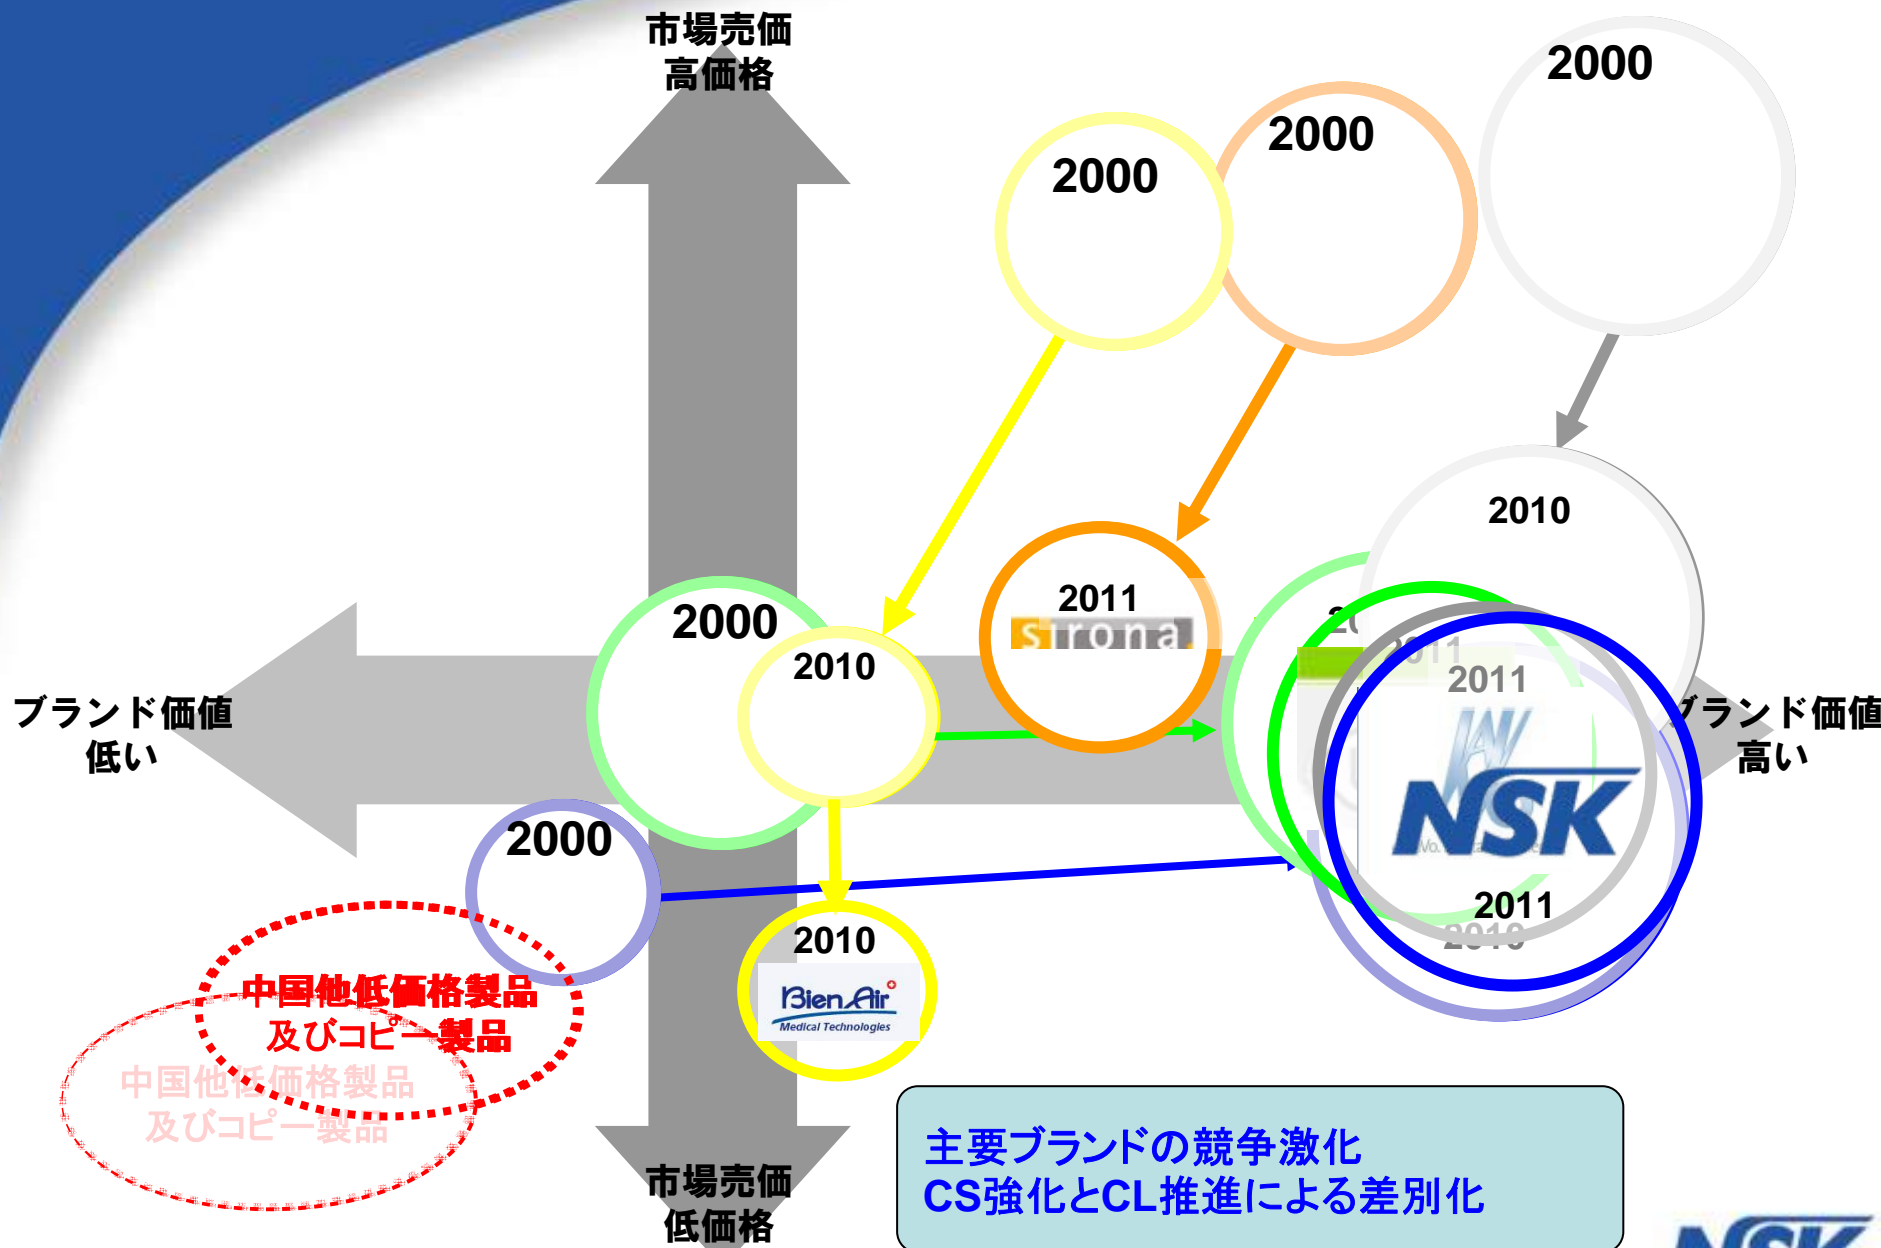 市場売価
高価格
2000
2000
2000
2010
2011
sirona
2000
2010
2011
2011
ブランド価値
低い
ブランド価値
高い
NSK
2000
2011
2010
2010
Bien Air
Medical Technologies
中国他低価格製品
及びコピー製品
中国他低価格製品
及びコピー製品
主要ブランドの競争激化
CS強化とCL推進による差別化
市場売価
低価格
NSK